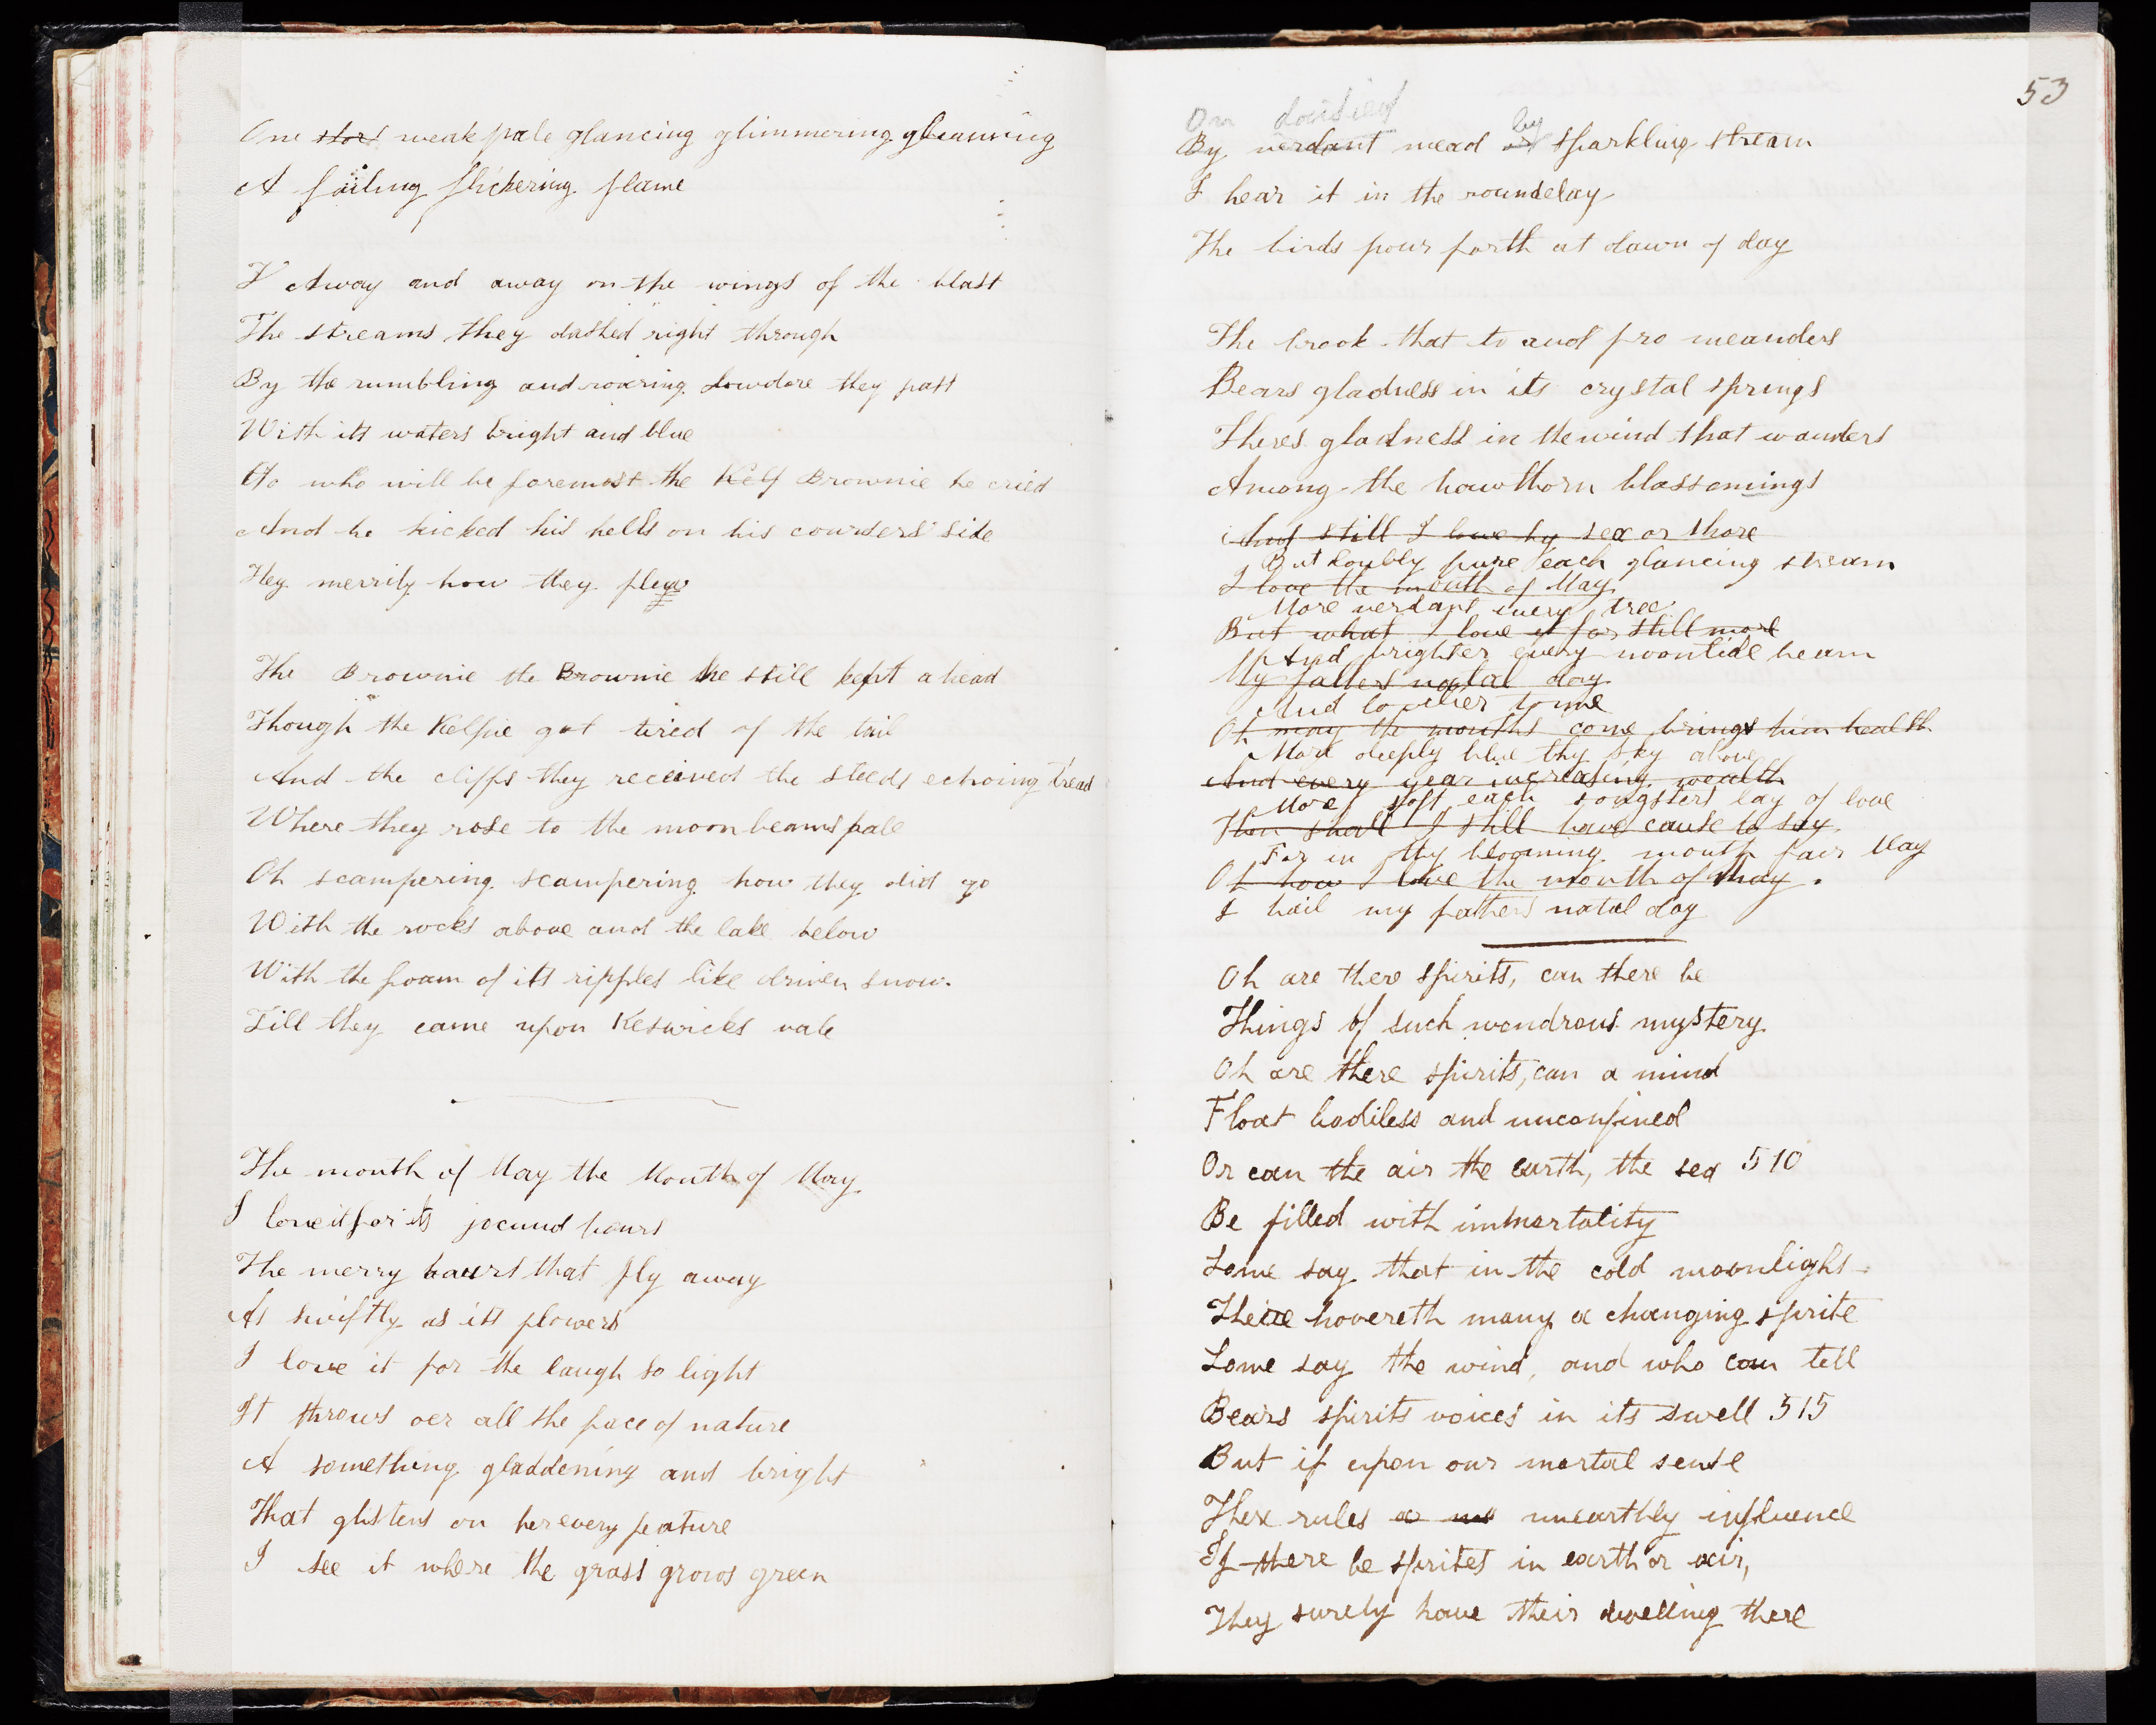 One star weak pale glancing glimmering gleaming
A failing flickering flame
Away and away on the wings of the blast
The streams they dashed right through
By the rumbling and roaring Lowdore they past
With its waters bright and blue
Ho who will be foremost the Kelf Brownie he cried
And he kicked his hells on his coursers side
Hey merrily how they flew
The Brownie the Brownie he still kept ahead
Though the Kelpie got tired of the tail
And the cliffs they received the steeds echoing tread
Where they rose to the moonbeams pale
Oh scampering scampering how they did go
With the rocks above and the lake below
With the foam of its ripples like driven snow.
Till they came upon Keswicks vale
The month of May the Month of May
I love it for its jocund hours
The merry hours that fly away
As swiftly as its flowers
I love it for the laugh so light
It throws oer all the face of nature
A something gladdening and bright
That glistens on her every feature
I see it where the grass grows green
53
On daisied by
By verdant mead or sparkling stream
I hear it in the roundelay
The birds pour forth at dawn of day
The brook that to and fro meanders
Bears gladness in its crystal springs
Theres gladness in the wind that wanders
Among the hawthorn blossomings
And still I love by sea or shore
But doubly pure each glancing stream
I love the month of May
More verdant every tree
But what I love it for still more
And brighter every noontide beam
My fathers natal day
And lovelier to me
Oh may the months come brings him health
More deeply blue thy sky above
And every year increasing wealth
More soft each songsters lay of love
Then shall I still have cause to say
For in thy blooming month fair May
Oh how I love the month of may.
I hail my fathers natal day
Oh are there spirits, can there be
Things of such wondrous mystery
Oh are there spirits, can a mind
Float bodiless and unconfined
Or can the air the earth, the sea 510
Be filled with immortality
Some say that in the cold moonlight
There hovereth many a changing sprite
Some say the wind, and who can tell
Bears spirits voices in its swell 515
But if upon our mortal sense
There rules unearthly influence
If there be spirites in earth or air,
They surely have their dwelling there